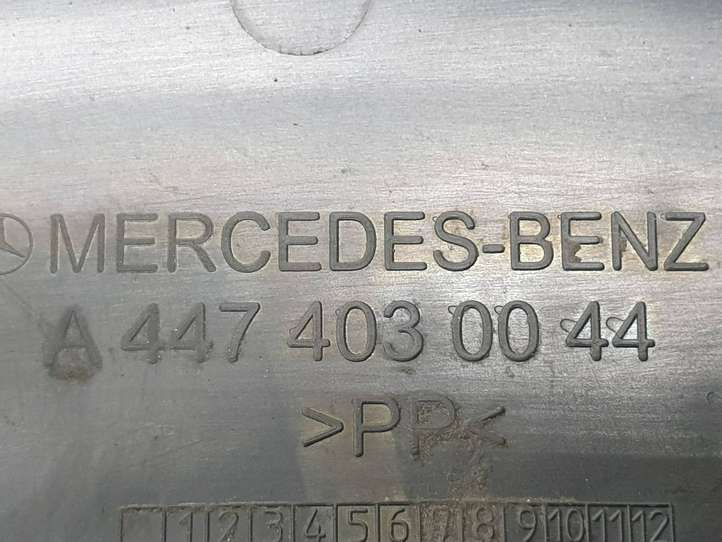 MERCEDES-BENZ
A 447 403 00 44
>PP<
1 2 3 4 5 6 7 8 9 10 11 12